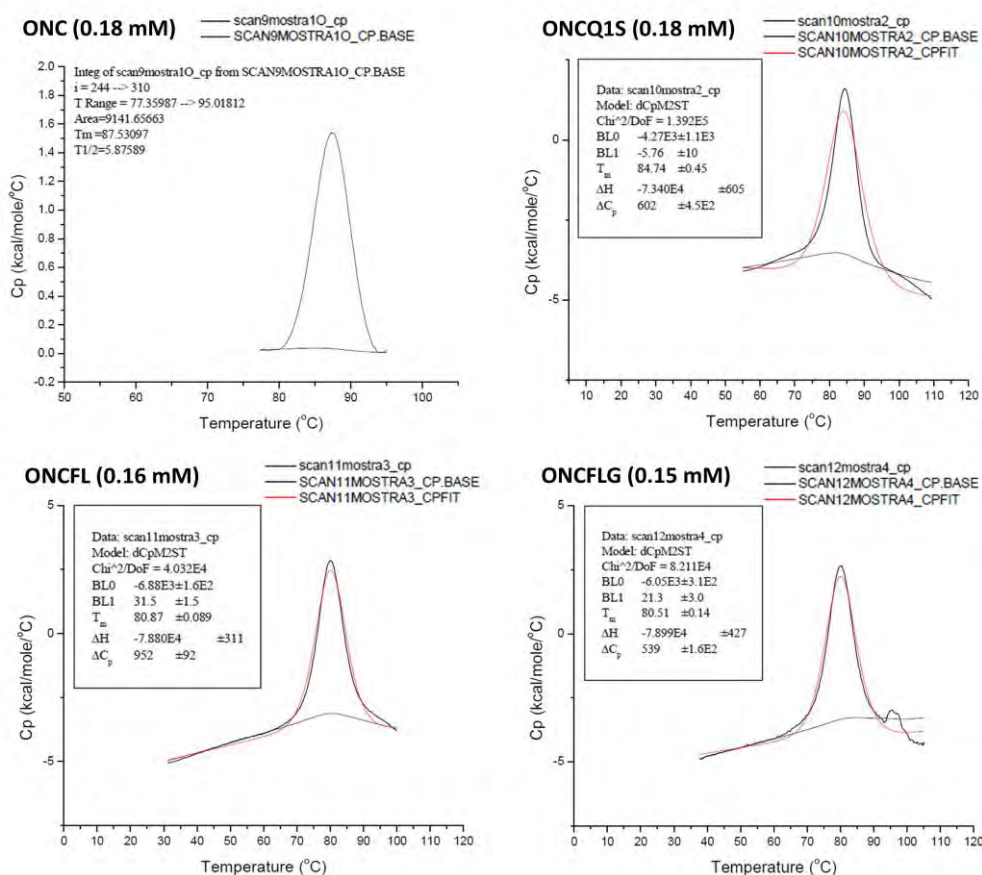 ONC (0.18 mM)
scan9mostra1O_cp
SCAN9MOSTRA1O_CP.BASE
Integ of scan9mostra1O_cp from SCAN9MOSTRA1O_CP.BASE
i = 244 --> 310
T Range = 77.35987 --> 95.01812
Area=9141.65663
Tm=87.53097
T1/2=5.87589
2.0
1.8
1.6
1.4
1.2
1.0
0.8
0.6
0.4
0.2
0.0
-0.2
Cp (kcal/mole/°C)
50 60 70 80 90 100
Temperature (°C)
ONCQ1S (0.18 mM)
scan10mostra2_cp
SCAN10MOSTRA2_CP.BASE
SCAN10MOSTRA2_CPFIT
Data: scan10mostra2_cp
Model: dCpM2ST
Chi^2/DoF = 1.392E5
BL0 -4.27E3±1.1E3
BL1 -5.76 ±10
Tm 84.74 ±0.45
ΔH -7.340E4 ±605
ΔCp 602 ±4.5E2
0
-5
Cp (kcal/mole/°C)
10 20 30 40 50 60 70 80 90 100 110 120
Temperature (°C)
ONCFL (0.16 mM)
scan11mostra3_cp
SCAN11MOSTRA3_CP.BASE
SCAN11MOSTRA3_CPFIT
Data: scan11mostra3_cp
Model: dCpM2ST
Chi^2/DoF = 4.032E4
BL0 -6.88E3±1.6E2
BL1 31.5 ±1.5
Tm 80.87 ±0.089
ΔH -7.880E4 ±311
ΔCp 952 ±92
5
0
-5
Cp (kcal/mole/°C)
0 10 20 30 40 50 60 70 80 90 100 110 120
Temperature (°C)
ONCFLG (0.15 mM)
scan12mostra4_cp
SCAN12MOSTRA4_CP.BASE
SCAN12MOSTRA4_CPFIT
Data: scan12mostra4_cp
Model: dCpM2ST
Chi^2/DoF = 8.211E4
BL0 -6.05E3±3.1E2
BL1 21.3 ±3.0
Tm 80.51 ±0.14
ΔH -7.899E4 ±427
ΔCp 539 ±1.6E2
5
0
-5
Cp (kcal/mole/°C)
0 10 20 30 40 50 60 70 80 90 100 110 120
Temperature (°C)